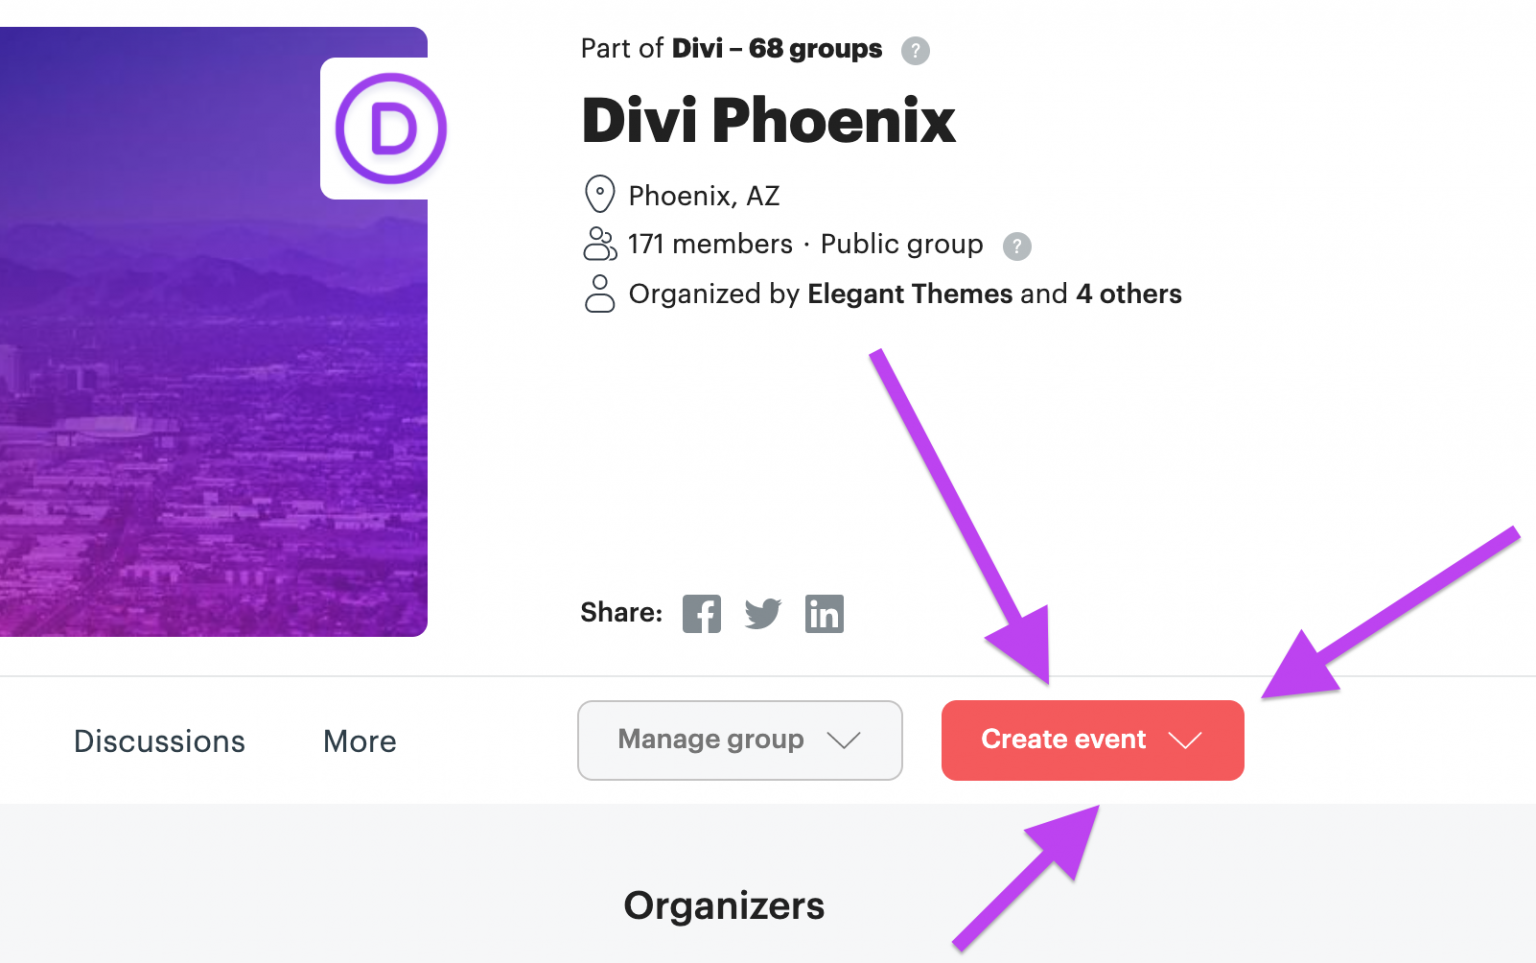 Part of Divi – 68 groups ?
D
Divi Phoenix
Phoenix, AZ
171 members · Public group ?
Organized by Elegant Themes and 4 others
Share: f in
Discussions More Manage group Create event
Organizers